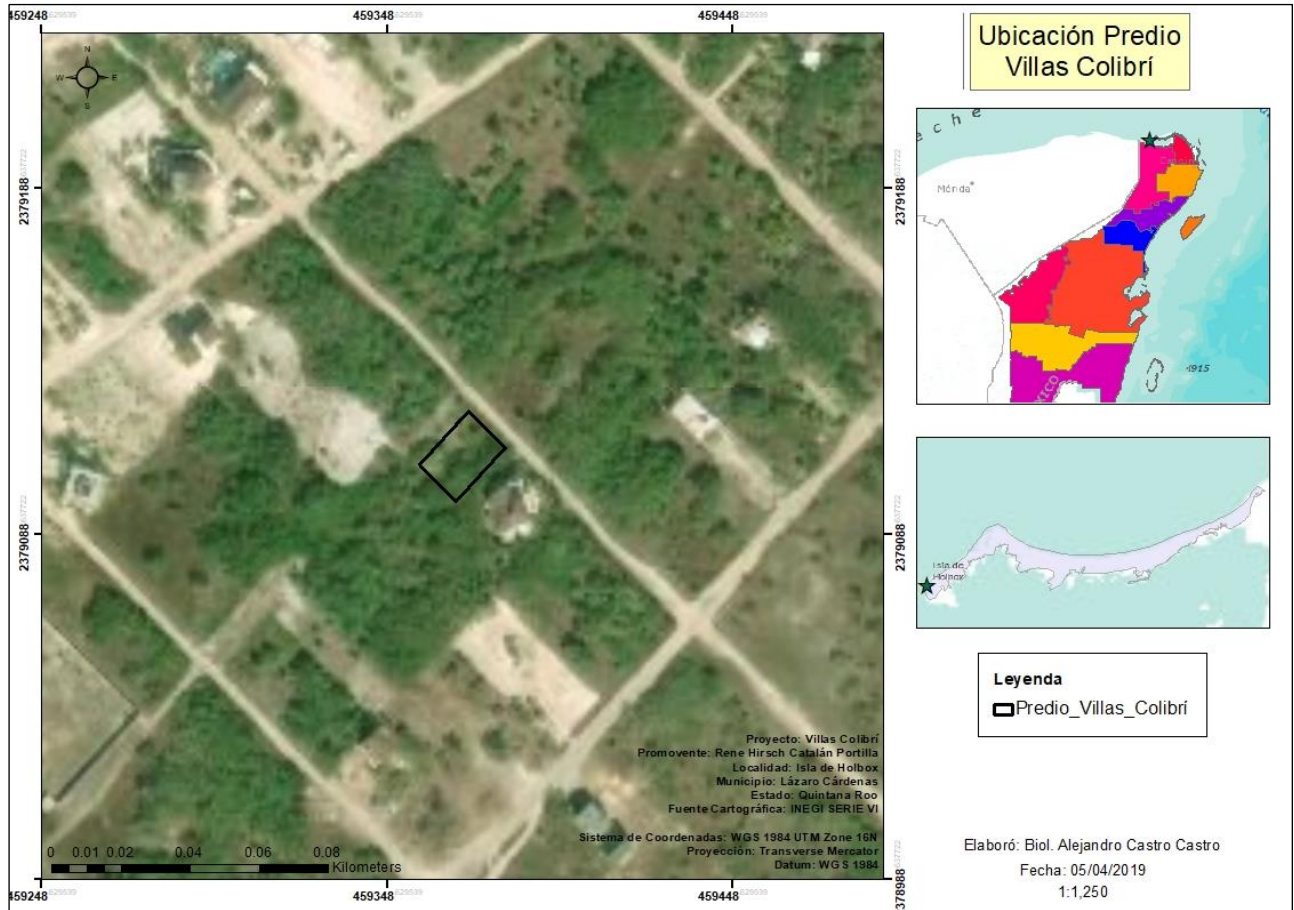 459248
459348
459448
Ubicación Predio
Villas Colibrí
N
W
E
S
2379188
2379188
eche
Mérida
4915
XICO
2379088
2379088
Isla de
Holbox
Leyenda
Predio_Villas_Colibrí
Proyecto: Villas Colibrí
Promovente: Rene Hirsch Catalán Portilla
Localidad: Isla de Holbox
Municipio: Lázaro Cárdenas
Estado: Quintana Roo
Fuente Cartográfica: INEGI SERIE VI
Sistema de Coordenadas: WGS 1984 UTM Zone 16N
Proyección: Transverse Mercator
Datum: WGS 1984
0 0.01 0.02 0.04 0.06 0.08
Kilometers
Elaboró: Biol. Alejandro Castro Castro
Fecha: 05/04/2019
1:1,250
378988
459248
459348
459448